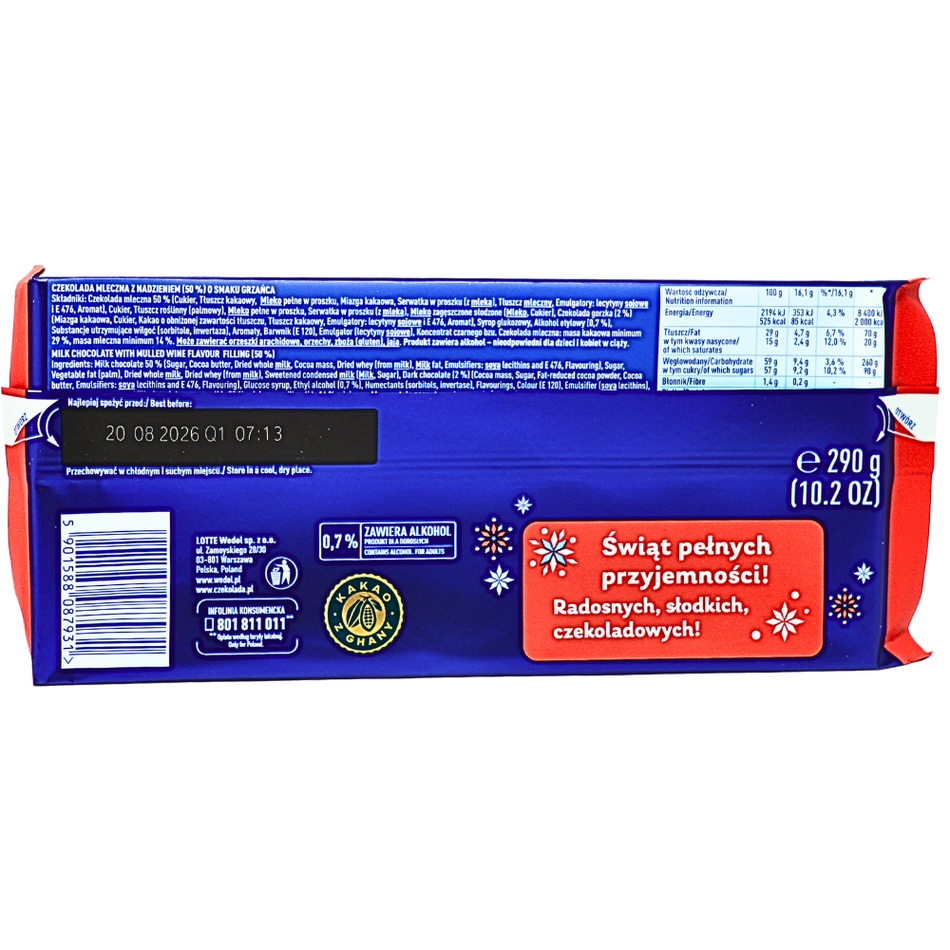 CZEKOLADA MLECZNA Z NADZIENIEM (50 %) O SMAKU GRZAŃCA
Składniki: Czekolada mleczna 50 % (Cukier, Tłuszcz kakaowy, Mleko pełne w proszku, Miazga kakaowa, Serwatka w proszku (z mleka), Tłuszcz mleczny, Emulgatory: lecytyny sojowe
i E 476, Aromat), Cukier, Tłuszcz roślinny (palmowy), Mleko pełne w proszku, Serwatka w proszku (z mleka), Mleko zagęszczone słodzone (Mleko, Cukier), Czekolada gorzka (2 %)
(Miazga kakaowa, Cukier, Kakao o obniżonej zawartości tłuszczu, Tłuszcz kakaowy, Emulgatory: lecytyny sojowe i E 476, Aromat), Syrop glukozowy, Alkohol etylowy (0,7 %),
Substancje utrzymujące wilgoć (sorbitole, inwertaza), Aromaty, Barwnik (E 120), Emulgator (lecytyny sojowe), Koncentrat czarnego bzu. Czekolada mleczna: masa kakaowa minimum
29 %, masa mleczna minimum 14 %. Może zawierać orzeszki arachidowe, orzechy, zboża (gluten), jaja. Produkt zawiera alkohol – nieodpowiedni dla dzieci i kobiet w ciąży.
MILK CHOCOLATE WITH MULLED WINE FLAVOUR FILLING (50 %)
Ingredients: Milk chocolate 50 % (Sugar, Cocoa butter, Dried whole milk, Cocoa mass, Dried whey (from milk), Milk fat, Emulsifiers: soya lecithins and E 476, Flavouring), Sugar,
Vegetable fat (palm), Dried whole milk, Dried whey (from milk), Sweetened condensed milk (Milk, Sugar), Dark chocolate (2 %) (Cocoa mass, Sugar, Fat-reduced cocoa powder, Cocoa
butter, Emulsifiers: soya lecithins and E 476, Flavouring), Glucose syrup, Ethyl alcohol (0,7 %), Humectants (sorbitols, invertase), Flavourings, Colour (E 120), Emulsifier (soya lecithins),
Wartość odżywcza/ 100 g 16,1 g %*/16,1 g *
Nutrition information
Energia/Energy 2194 kJ 353 kJ 4,3 % 8 400 kJ
525 kcal 85 kcal 2 000 kca
Tłuszcz/Fat 29 g 4,7 g 6,7 % 70 g
w tym kwasy nasycone/ 15 g 2,4 g 12,0 % 20 g
of which saturates
Węglowodany/Carbohydrate 59 g 9,4 g 3,6 % 260 g
w tym cukry/of which sugars 57 g 9,2 g 10,2 % 90 g
Błonnik/Fibre 1,4 g 0,2 g - -
Najlepiej spożyć przed:/ Best before:
20 08 2026 Q1 07:13
Przechowywać w chłodnym i suchym miejscu./ Store in a cool, dry place.
OTWÓRZ
OTWÓRZ
e 290 g
(10.2 OZ)
5 901588 087931 >
LOTTE Wedel sp. z o.o.
ul. Zamoyskiego 28/30
03-801 Warszawa
Polska, Poland
www.wedel.pl
www.czekolada.pl
INFOLINIA KONSUMENCKA
801 811 011**
**Opłata według taryfy lokalnej.
Only for Poland.
0,7 %
ZAWIERA ALKOHOL
PRODUKT DLA DOROSŁYCH
CONTAINS ALCOHOL. FOR ADULTS
KAKAO
Z GHANY
Świąt pełnych
przyjemności!
Radosnych, słodkich,
czekoladowych!